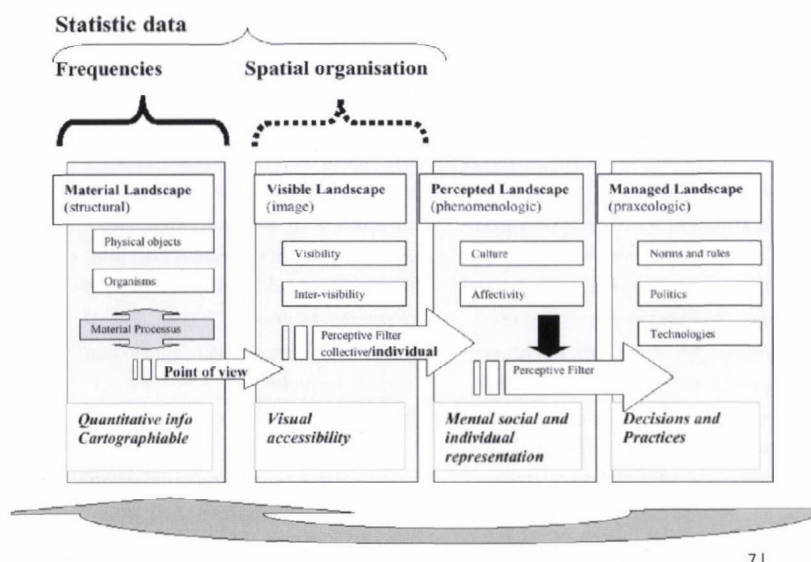 Statistic data
Frequencies
Spatial organisation
Material Landscape
(structural)
Physical objects
Organisms
Material Processus
Point of view
Quantitative info
Cartographiable
Visible Landscape
(image)
Visibility
Inter-visibility
Perceptive Filter
collective/individual
Visual
accessibility
Percepted Landscape
(phenomenologic)
Culture
Affectivity
Perceptive Filter
Mental social and
individual
representation
Managed Landscape
(praxeologic)
Norms and rules
Politics
Technologies
Decisions and
Practices
71